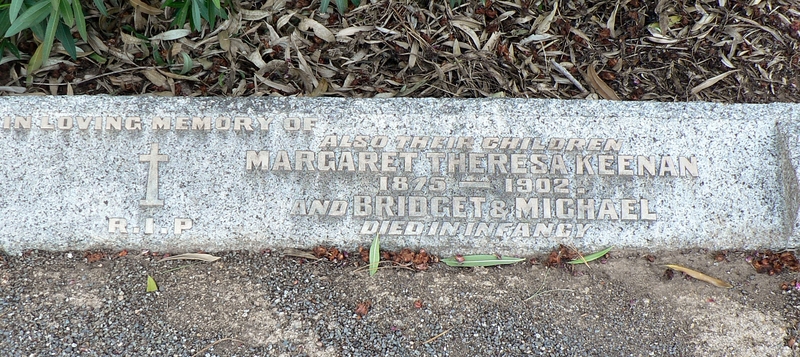 IN LOVING MEMORY OF
ALSO THEIR CHILDREN
MARGARET THERESA KEENAN
1875 — 1902.
AND BRIDGET & MICHAEL
DIED IN INFANCY
R.I.P